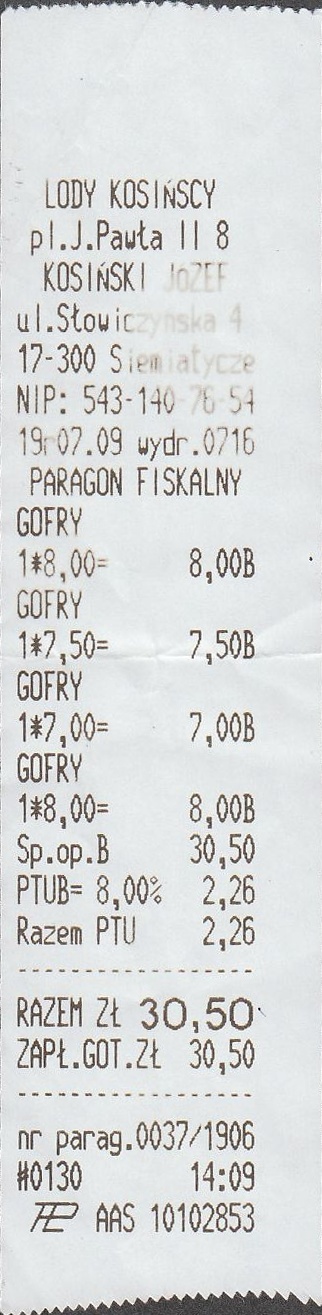 LODY KOSIŃSCY
pl.J.Pawła II 8
KOSIŃSKI JoZEF
ul.Słowiczyńska 4
17-300 Siemiatycze
NIP: 543-140-76-54
19r07.09 wydr.0716
PARAGON FISKALNY
GOFRY
1*8,00= 8,00B
GOFRY
1*7,50= 7,50B
GOFRY
1*7,00= 7,00B
GOFRY
1*8,00= 8,00B
Sp.op.B 30,50
PTUB= 8,00% 2,26
Razem PTU 2,26
------------------
RAZEM ZŁ 30,50
ZAPŁ.GOT.ZŁ 30,50
------------------
nr parag.0037/1906
#0130 14:09
AAS 10102853